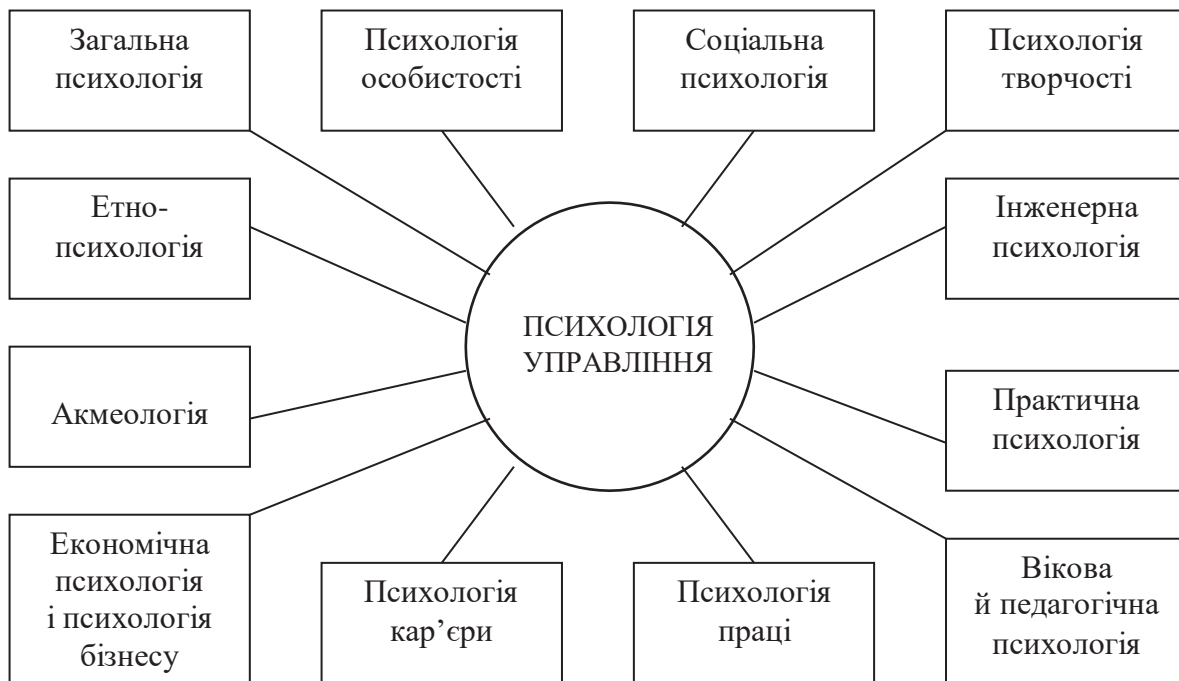 Загальна
психологія
Психологія
особистості
Соціальна
психологія
Психологія
творчості
Етно-
психологія
Інженерна
психологія
ПСИХОЛОГІЯ
УПРАВЛІННЯ
Акмеологія
Практична
психологія
Економічна
психологія
і психологія
бізнесу
Психологія
кар’єри
Психологія
праці
Вікова
й педагогічна
психологія